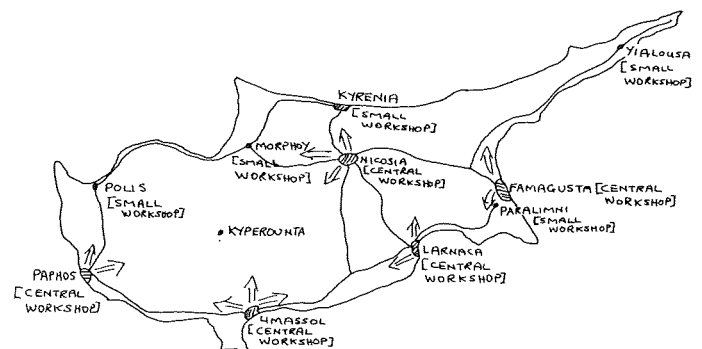 YIALOUSA
[SMALL
WORKSHOP]
KYRENIA
[SMALL
WORKSHOP]
MORPHOY
[SMALL
WORKSHOP]
NICOSIA
[CENTRAL
WORKSHOP]
POLIS
[SMALL
WORKSHOP]
FAMAGUSTA [CENTRAL
WORKSHOP]
PARALIMNI
[SMALL
WORKSHOP]
KYPEROUNTA
LARNACA
[CENTRAL
WORKSHOP]
PAPHOS
[CENTRAL
WORKSHOP]
LIMASSOL
[CENTRAL
WORKSHOP]